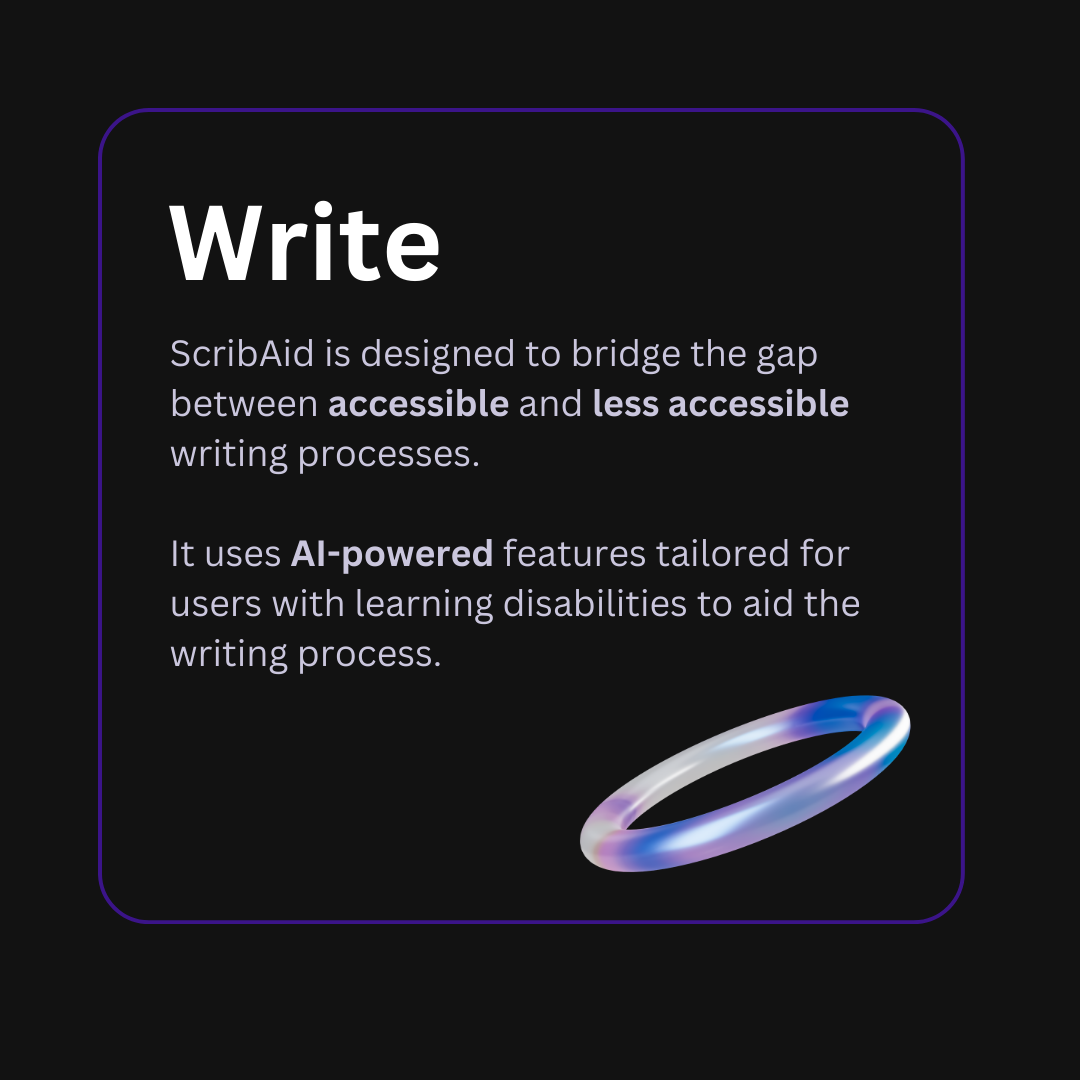 Write
ScribAid is designed to bridge the gap
between accessible and less accessible
writing processes.
It uses AI-powered features tailored for
users with learning disabilities to aid the
writing process.